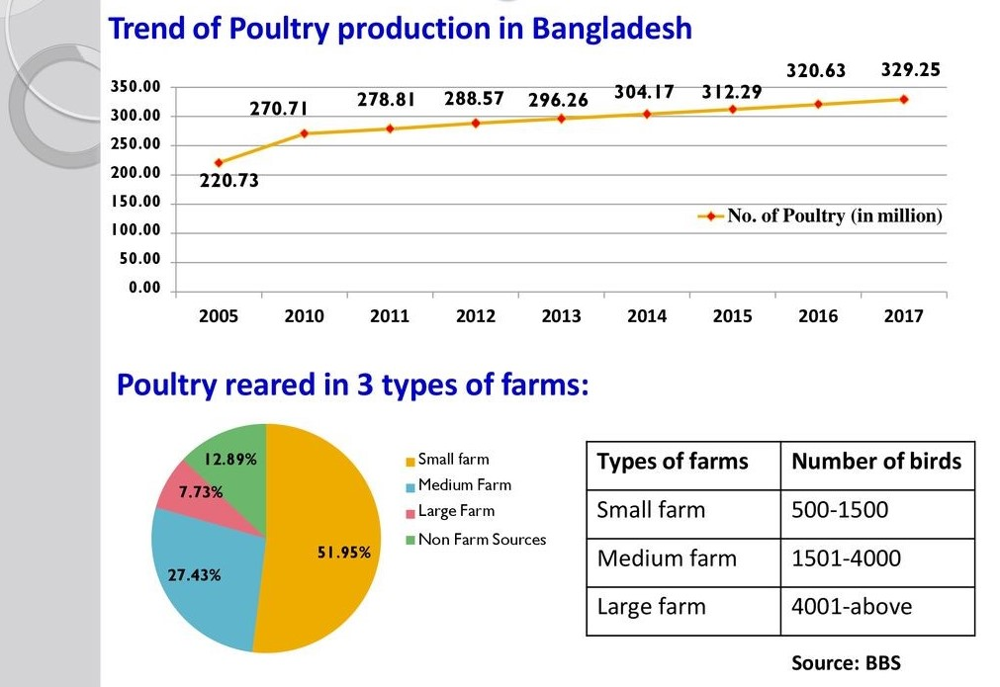 Trend of Poultry production in Bangladesh
350.00
300.00
250.00
200.00
150.00
100.00
50.00
0.00
220.73
270.71
278.81
288.57
296.26
304.17
312.29
320.63
329.25
No. of Poultry (in million)
2005 2010 2011 2012 2013 2014 2015 2016 2017
Poultry reared in 3 types of farms:
12.89%
7.73%
27.43%
51.95%
Small farm
Medium Farm
Large Farm
Non Farm Sources
Types of farms Number of birds
Small farm 500-1500
Medium farm 1501-4000
Large farm 4001-above
Source: BBS